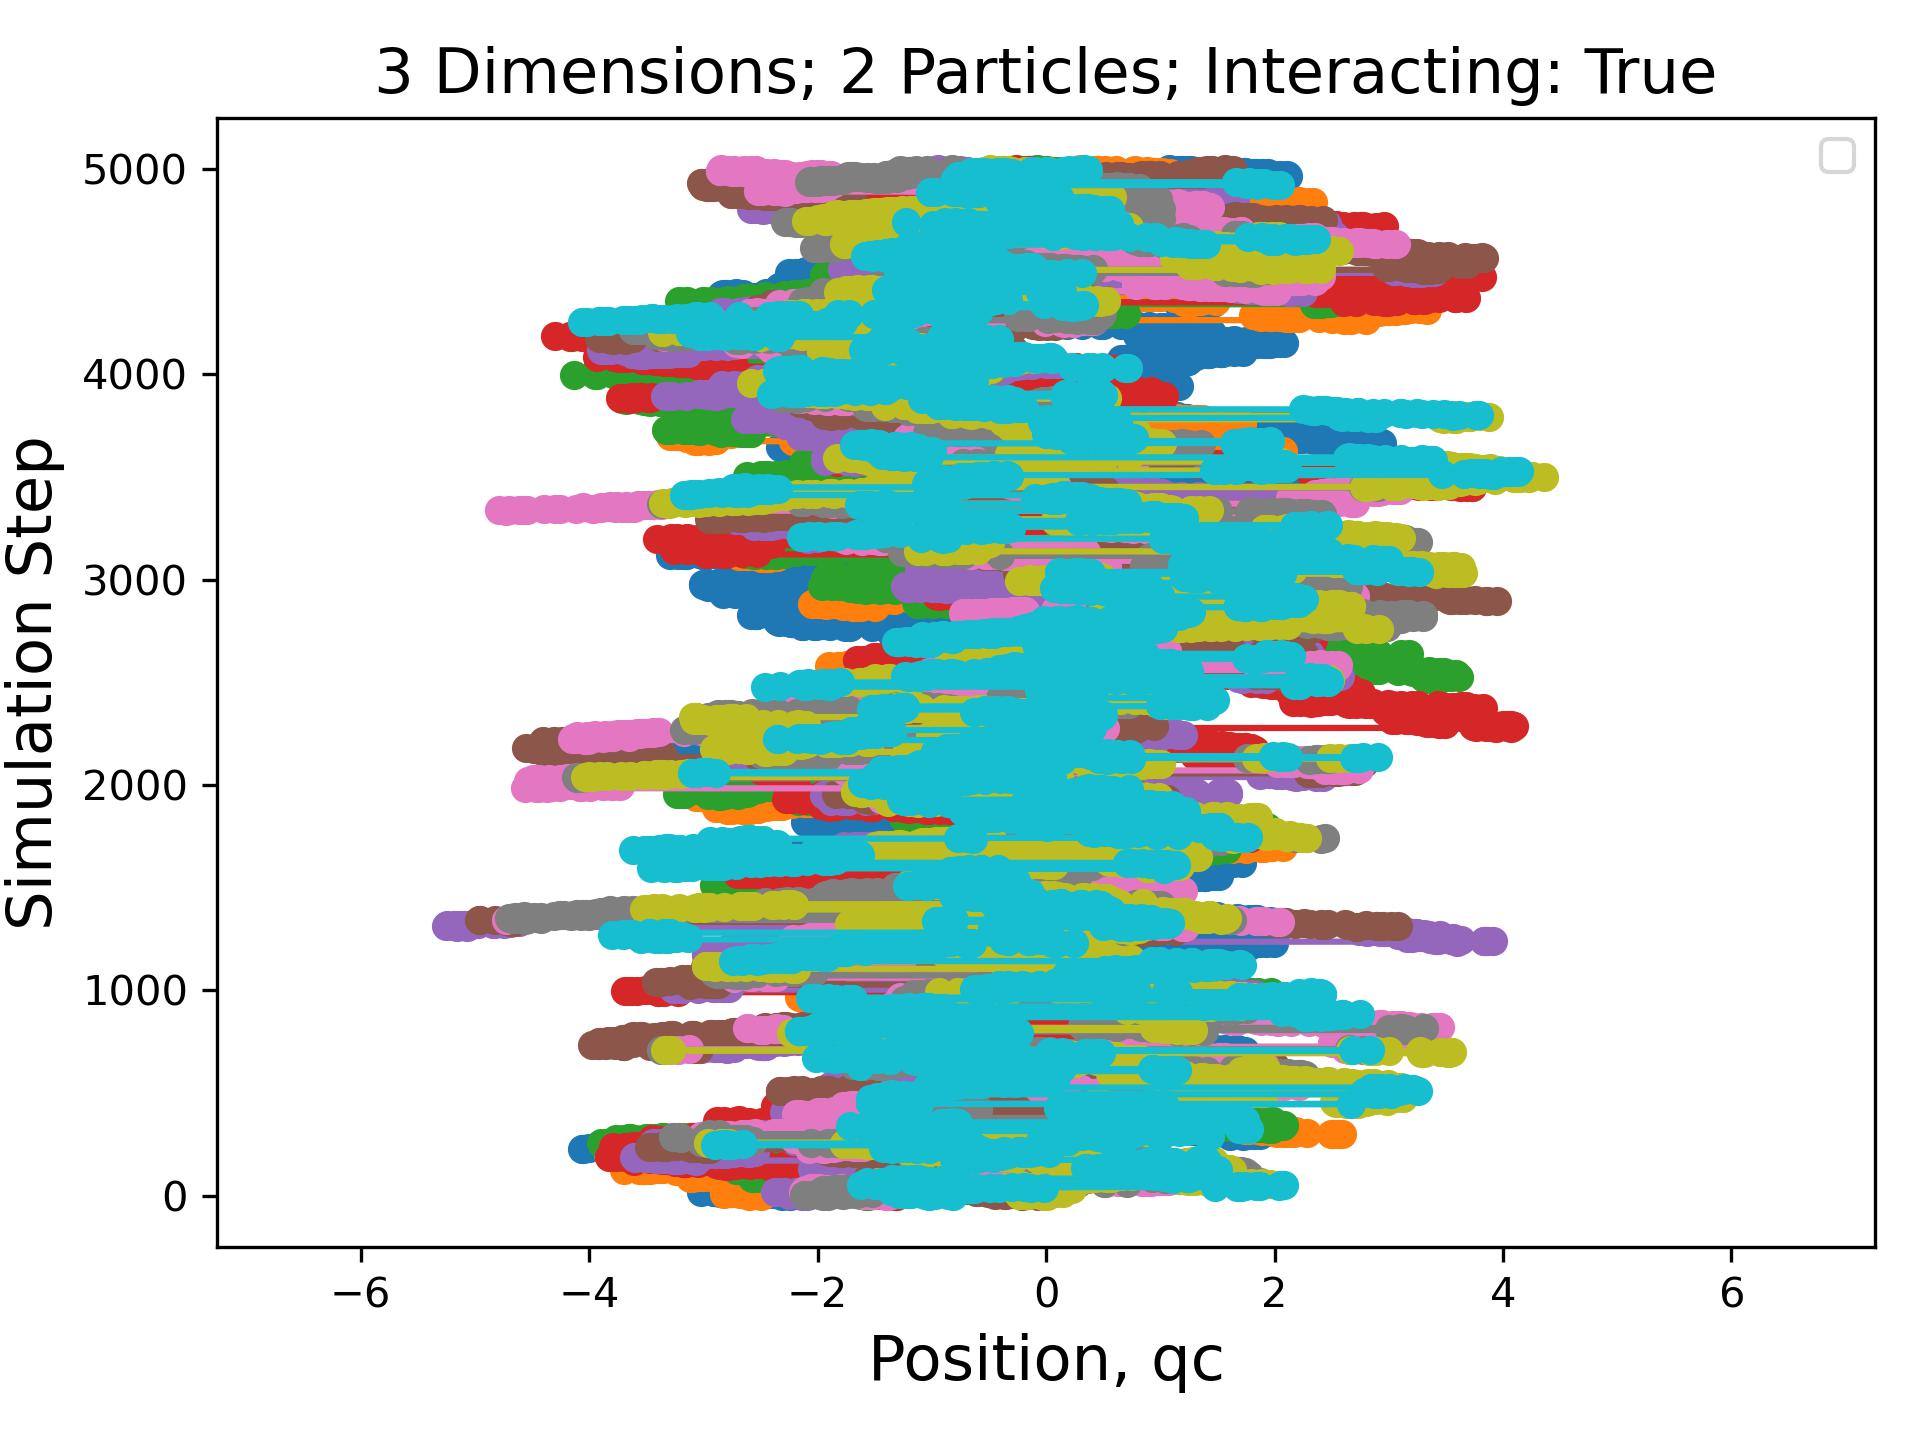 3 Dimensions; 2 Particles; Interacting: True
Simulation Step
5000
4000
3000
2000
1000
0
−6 −4 −2 0 2 4 6
Position, qc